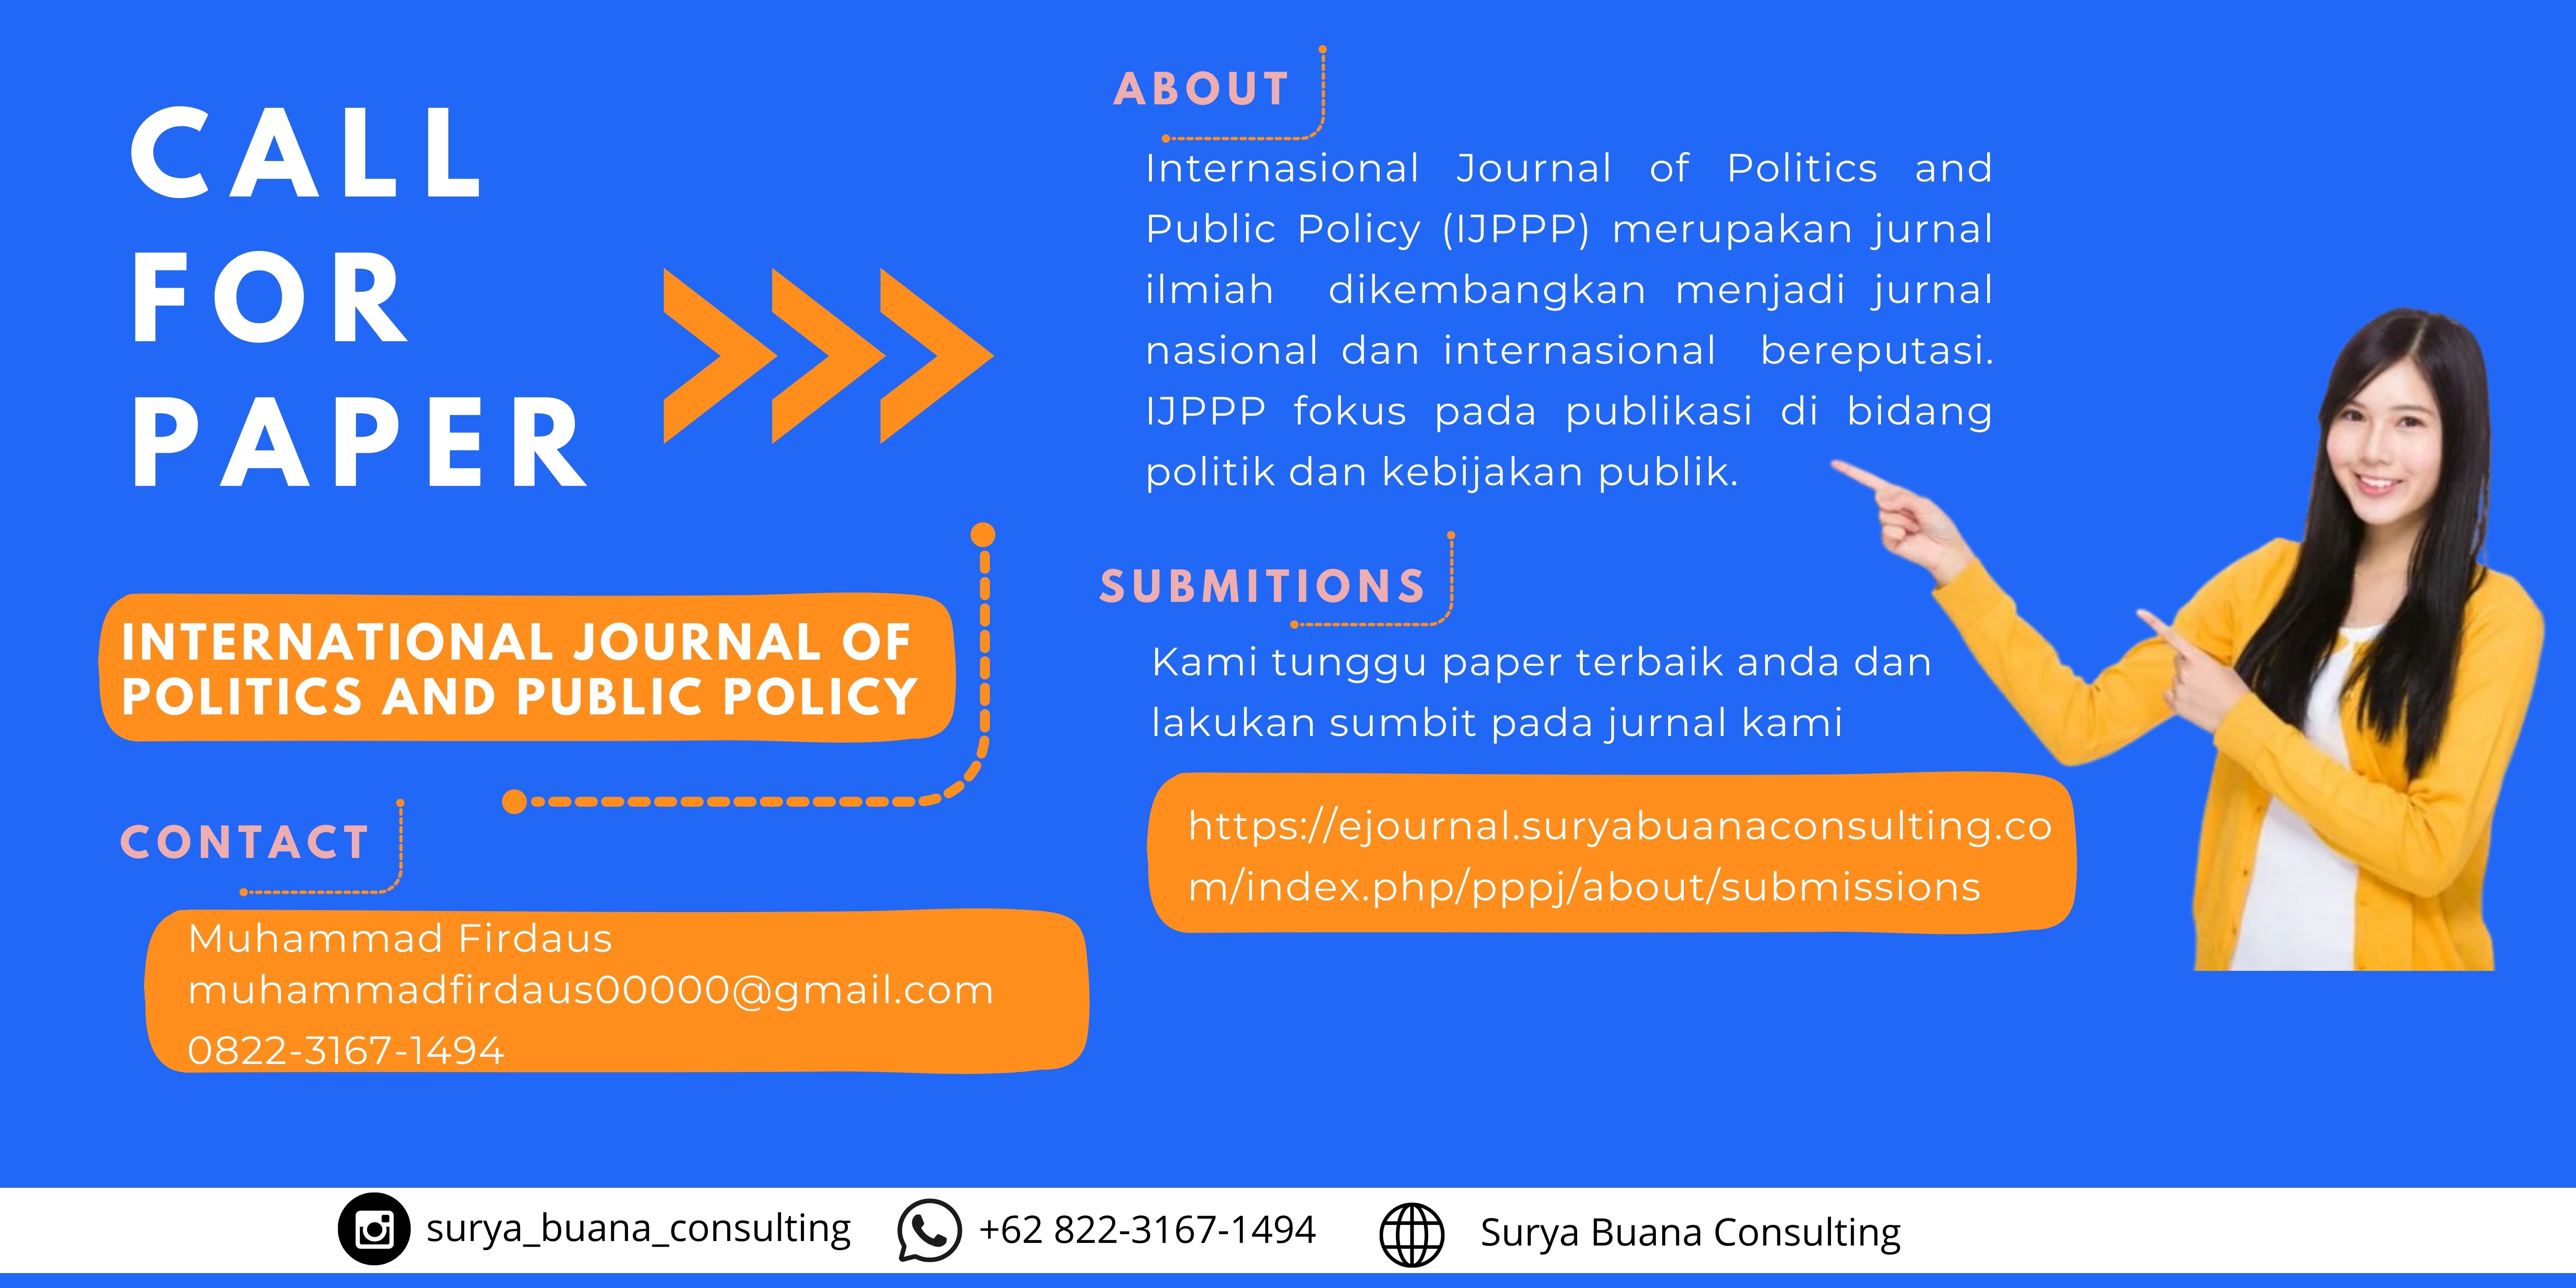 CALL
FOR
PAPER
INTERNATIONAL JOURNAL OF
POLITICS AND PUBLIC POLICY
CONTACT
Muhammad Firdaus
muhammadfirdaus00000@gmail.com
0822-3167-1494
ABOUT
Internasional Journal of Politics and
Public Policy (IJPPP) merupakan jurnal
ilmiah dikembangkan menjadi jurnal
nasional dan internasional bereputasi.
IJPPP fokus pada publikasi di bidang
politik dan kebijakan publik.
SUBMITIONS
Kami tunggu paper terbaik anda dan
lakukan sumbit pada jurnal kami
https://ejournal.suryabuanaconsulting.co
m/index.php/pppj/about/submissions
surya_buana_consulting +62 822-3167-1494 Surya Buana Consulting